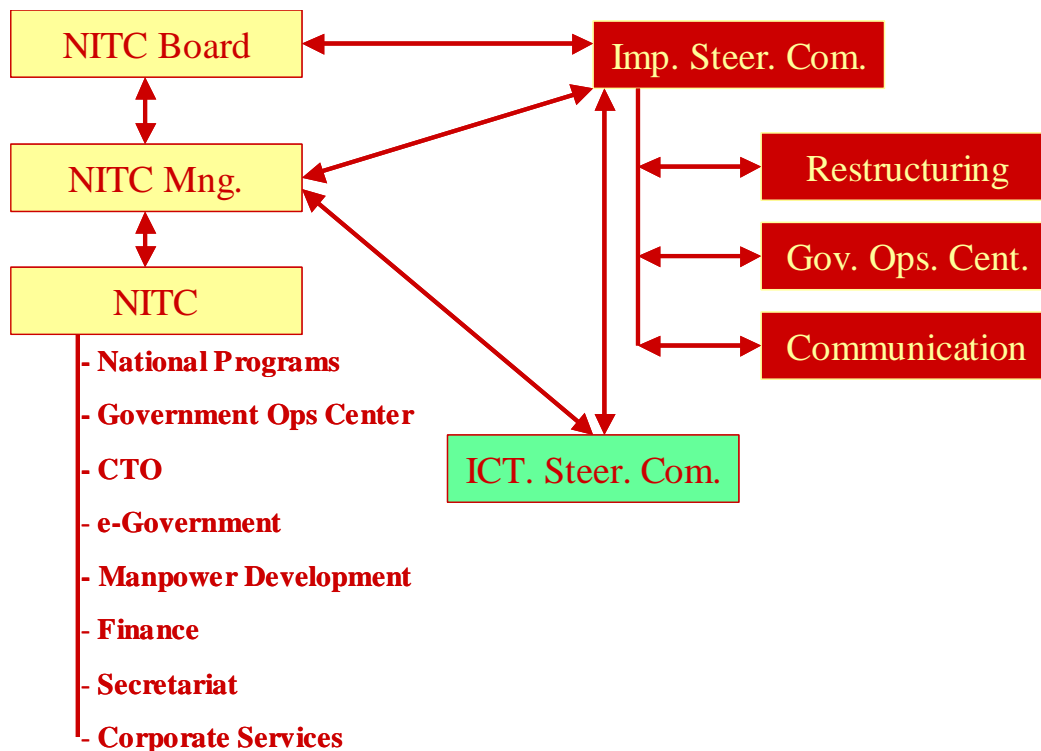 NITC Board
Imp. Steer. Com.
NITC Mng.
Restructuring
Gov. Ops. Cent.
NITC
Communication
- National Programs
- Government Ops Center
- CTO
- e-Government
- Manpower Development
- Finance
- Secretariat
- Corporate Services
ICT. Steer. Com.